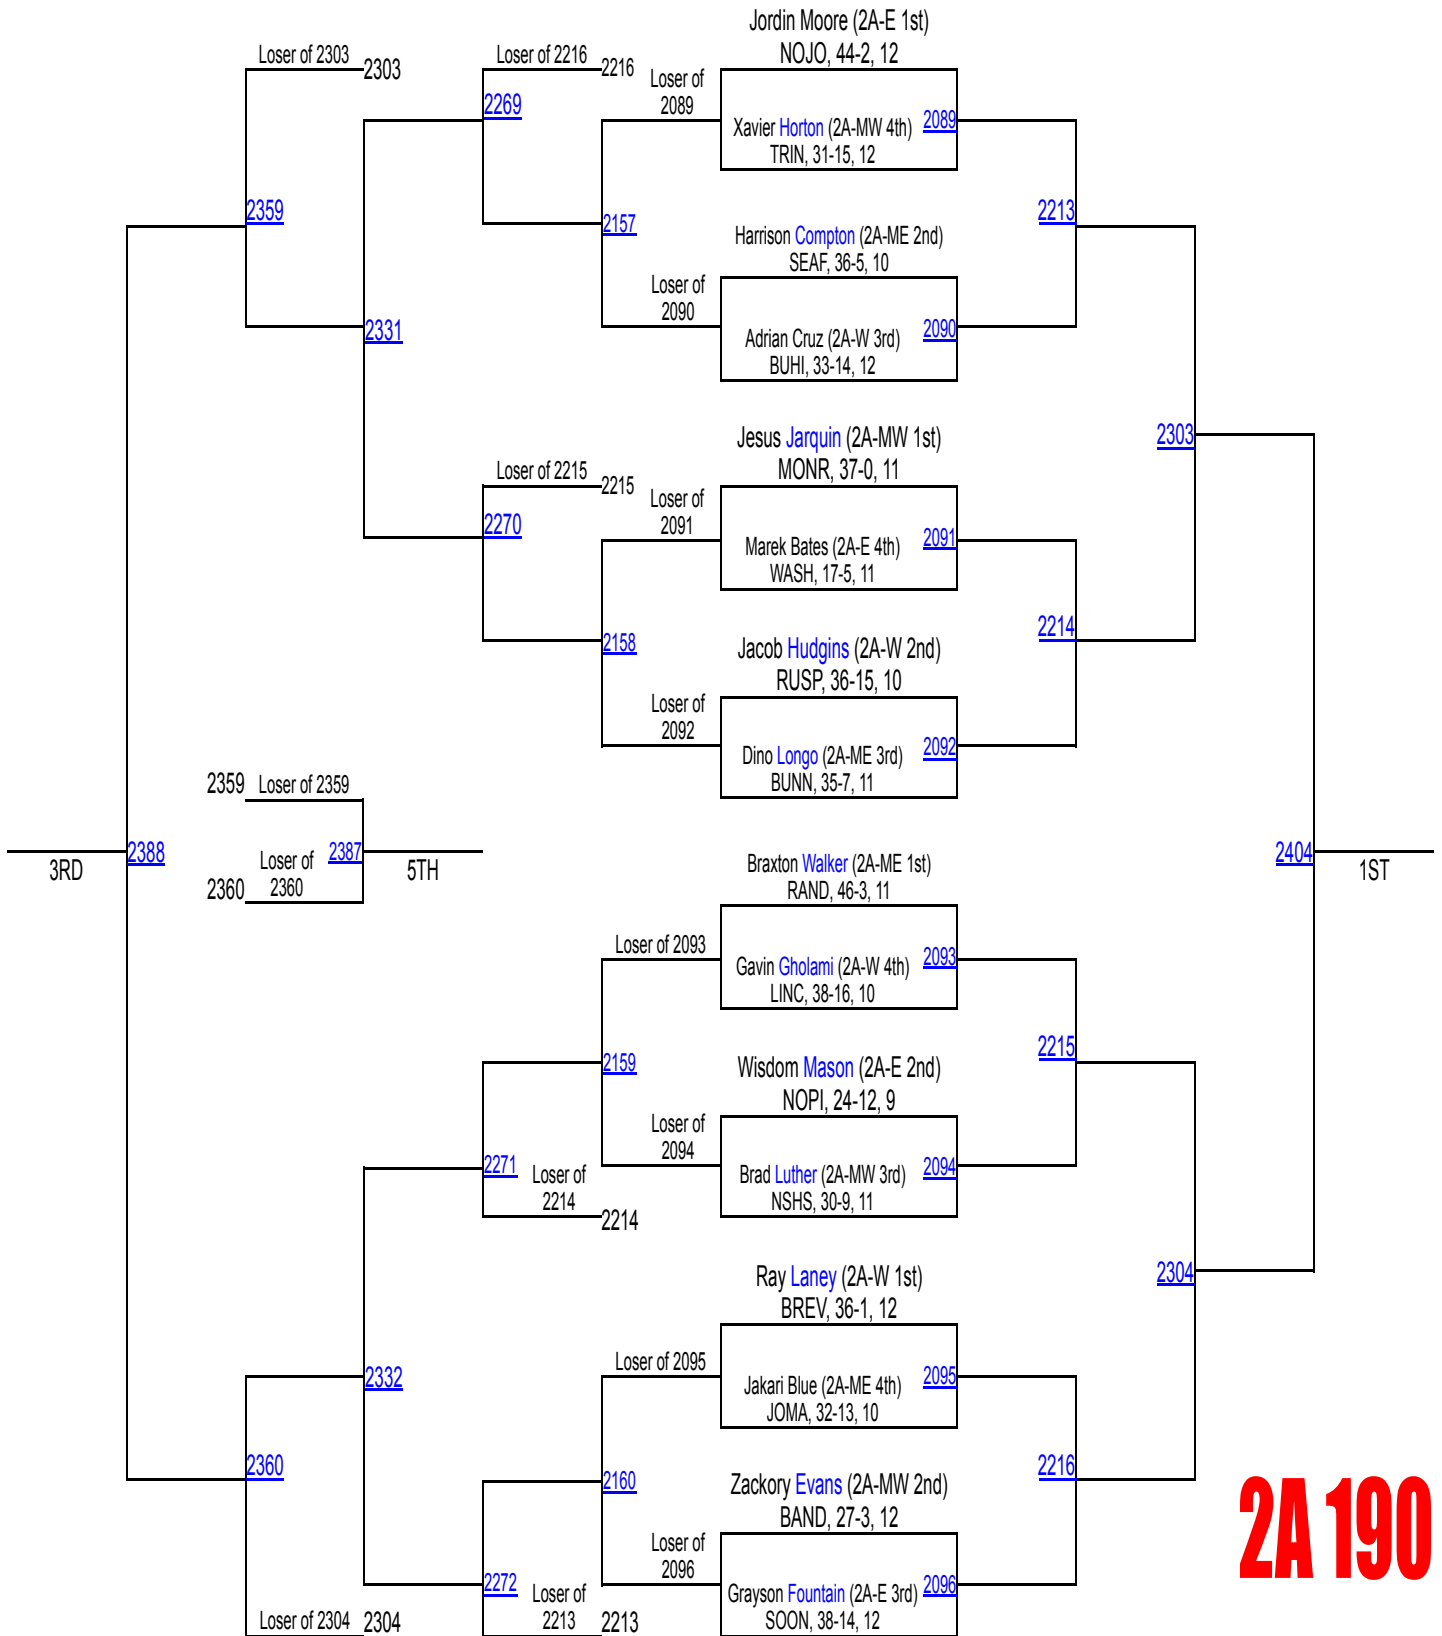 Jordin Moore (2A-E 1st)
NOJO, 44-2, 12
Loser of 2303
2303
Loser of 2216
2216
Loser of
2089
2269
Xavier Horton (2A-MW 4th)
TRIN, 31-15, 12
2089
2359
2157
2213
Harrison Compton (2A-ME 2nd)
SEAF, 36-5, 10
Loser of
2090
2331
Adrian Cruz (2A-W 3rd)
BUHI, 33-14, 12
2090
Jesus Jarquin (2A-MW 1st)
MONR, 37-0, 11
2303
Loser of 2215
2215
Loser of
2091
2270
Marek Bates (2A-E 4th)
WASH, 17-5, 11
2091
2158
2214
Jacob Hudgins (2A-W 2nd)
RUSP, 36-15, 10
Loser of
2092
Dino Longo (2A-ME 3rd)
BUNN, 35-7, 11
2092
2359
Loser of 2359
3RD
2388
2360
Loser of
2360
2387
5TH
2404
1ST
Braxton Walker (2A-ME 1st)
RAND, 46-3, 11
Loser of 2093
Gavin Gholami (2A-W 4th)
LINC, 38-16, 10
2093
2159
2215
Wisdom Mason (2A-E 2nd)
NOPI, 24-12, 9
Loser of
2094
2271
Loser of
2214
2214
Brad Luther (2A-MW 3rd)
NSHS, 30-9, 11
2094
Ray Laney (2A-W 1st)
BREV, 36-1, 12
2304
Loser of 2095
2332
Jakari Blue (2A-ME 4th)
JOMA, 32-13, 10
2095
2360
2160
2216
Zackory Evans (2A-MW 2nd)
BAND, 27-3, 12
Loser of
2096
2272
Loser of
2213
2213
Grayson Fountain (2A-E 3rd)
SOON, 38-14, 12
2096
Loser of 2304
2304
2A 190